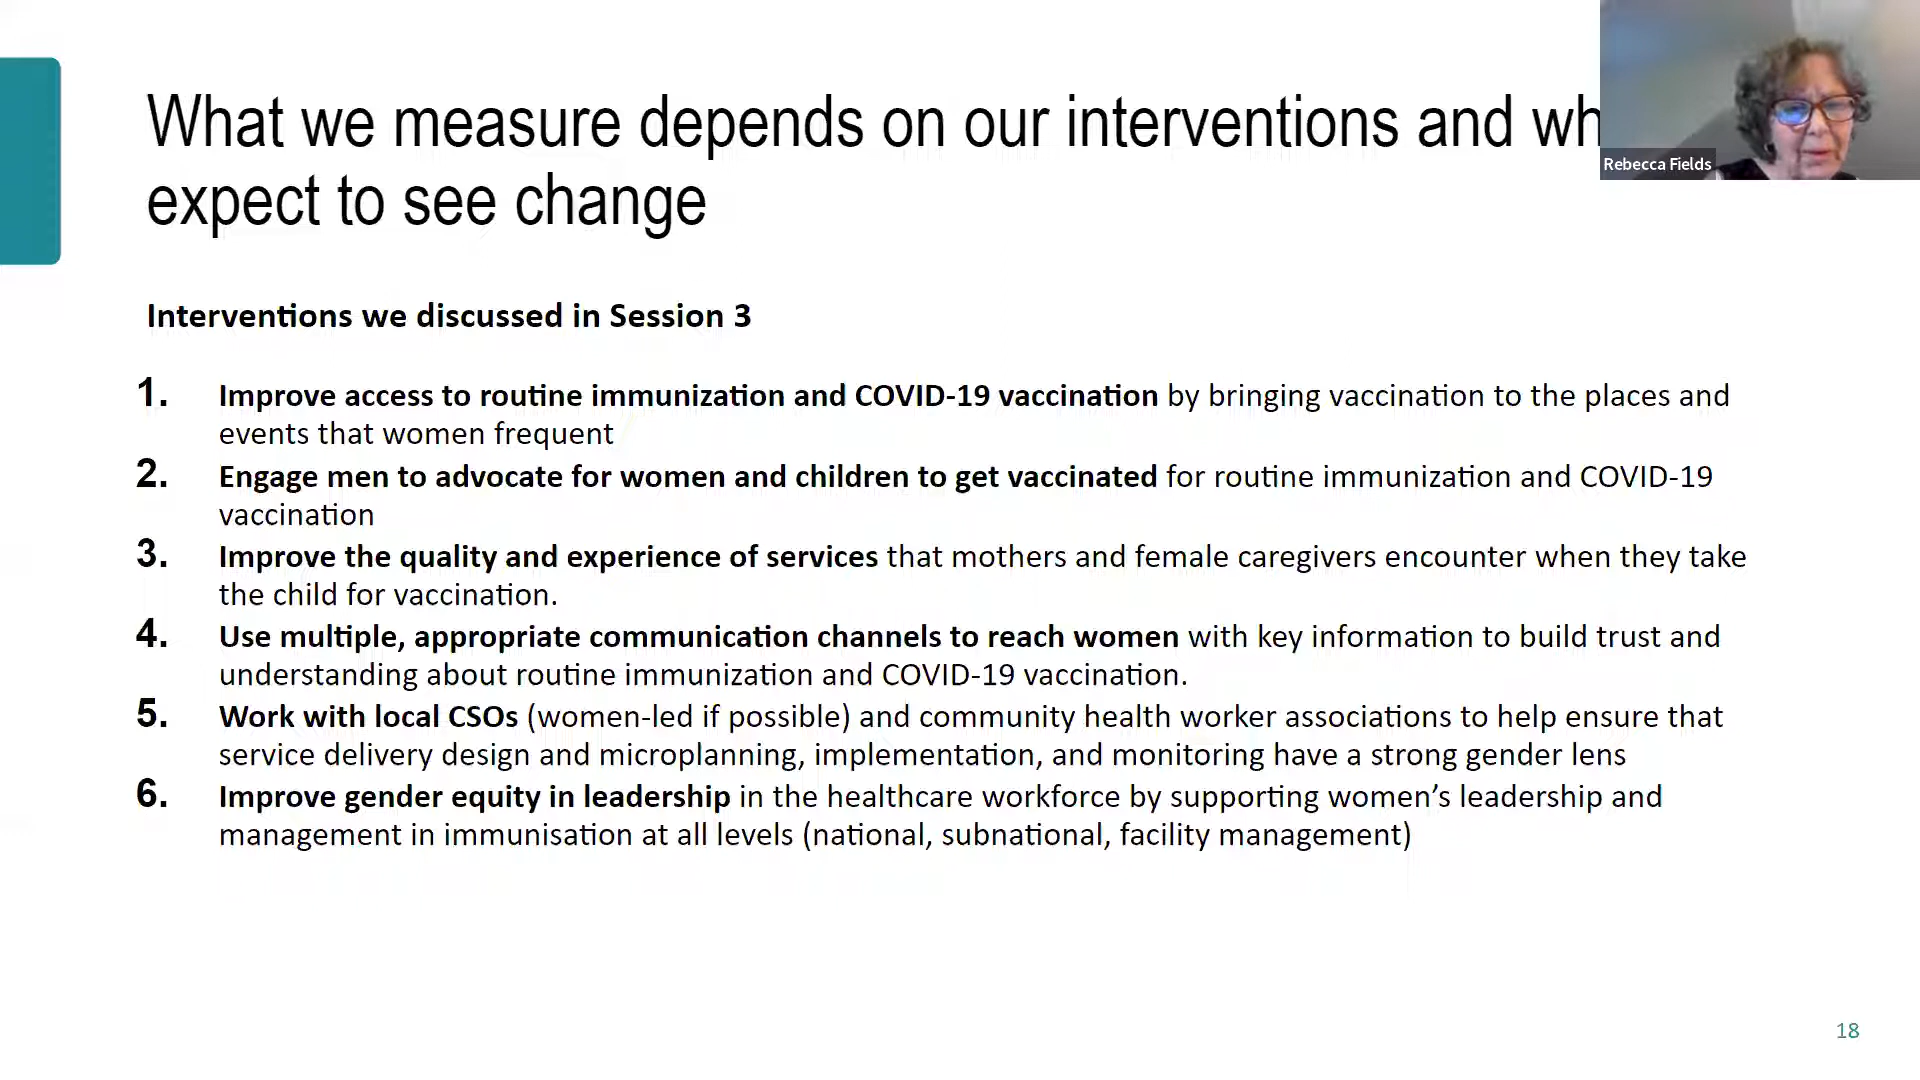 What we measure depends on our interventions and
expect to see change
Rebecca Fields
Interventions we discussed in Session 3
1. Improve access to routine immunization and COVID-19 vaccination by bringing vaccination to the places and
events that women frequent
2. Engage men to advocate for women and children to get vaccinated for routine immunization and COVID-19
vaccination
3. Improve the quality and experience of services that mothers and female caregivers encounter when they take
the child for vaccination.
4. Use multiple, appropriate communication channels to reach women with key information to build trust and
understanding about routine immunization and COVID-19 vaccination.
5. Work with local CSOs (women-led if possible) and community health worker associations to help ensure that
service delivery design and microplanning, implementation, and monitoring have a strong gender lens
6. Improve gender equity in leadership in the healthcare workforce by supporting women’s leadership and
management in immunisation at all levels (national, subnational, facility management)
18